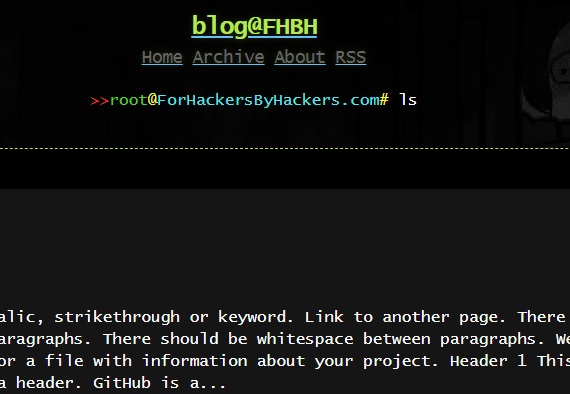 blog@FHBH
Home Archive About RSS
>>root@ForHackersByHackers.com# ls
alic, strikethrough or keyword. Link to another page. There
aragraphs. There should be whitespace between paragraphs. We
or a file with information about your project. Header 1 This
a header. GitHub is a...